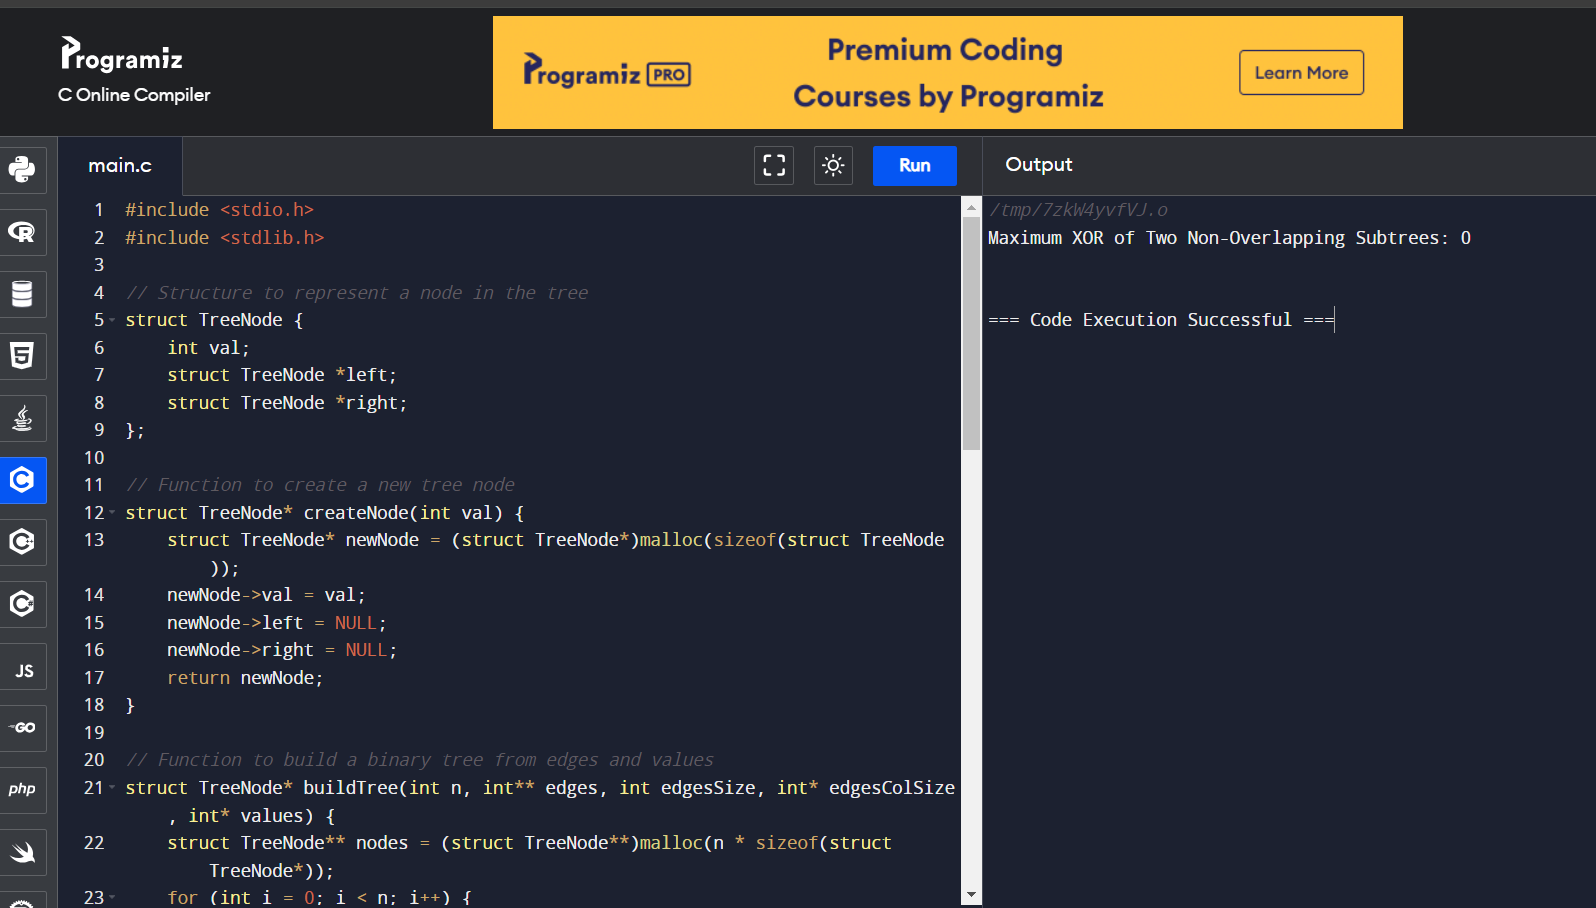 Programiz
C Online Compiler
Programiz PRO
Premium Coding
Courses by Programiz
Learn More
main.c
Run
Output
1 #include <stdio.h>
2 #include <stdlib.h>
3
4 // Structure to represent a node in the tree
5 struct TreeNode {
6 int val;
7 struct TreeNode *left;
8 struct TreeNode *right;
9 };
10
11 // Function to create a new tree node
12 struct TreeNode* createNode(int val) {
13 struct TreeNode* newNode = (struct TreeNode*)malloc(sizeof(struct TreeNode
));
14 newNode->val = val;
15 newNode->left = NULL;
16 newNode->right = NULL;
17 return newNode;
18 }
19
20 // Function to build a binary tree from edges and values
21 struct TreeNode* buildTree(int n, int** edges, int edgesSize, int* edgesColSize
, int* values) {
22 struct TreeNode** nodes = (struct TreeNode**)malloc(n * sizeof(struct
TreeNode*));
23 for (int i = 0; i < n; i++) {
/tmp/7zkW4yvfVJ.o
Maximum XOR of Two Non-Overlapping Subtrees: 0
=== Code Execution Successful ===
R
5
C
C++
C#
JS
GO
php